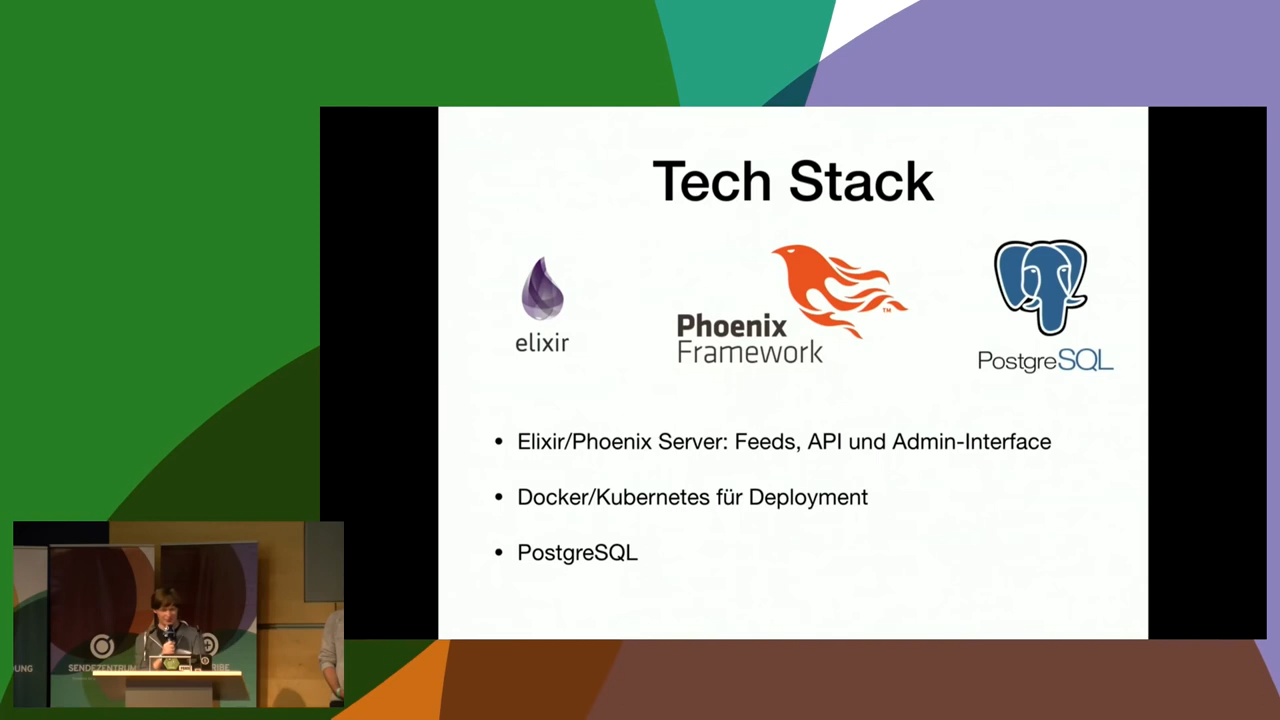 Tech Stack
elixir
Phoenix
Framework
TM
PostgreSQL
• Elixir/Phoenix Server: Feeds, API und Admin-Interface
• Docker/Kubernetes für Deployment
• PostgreSQL
SENDEZENTRUM